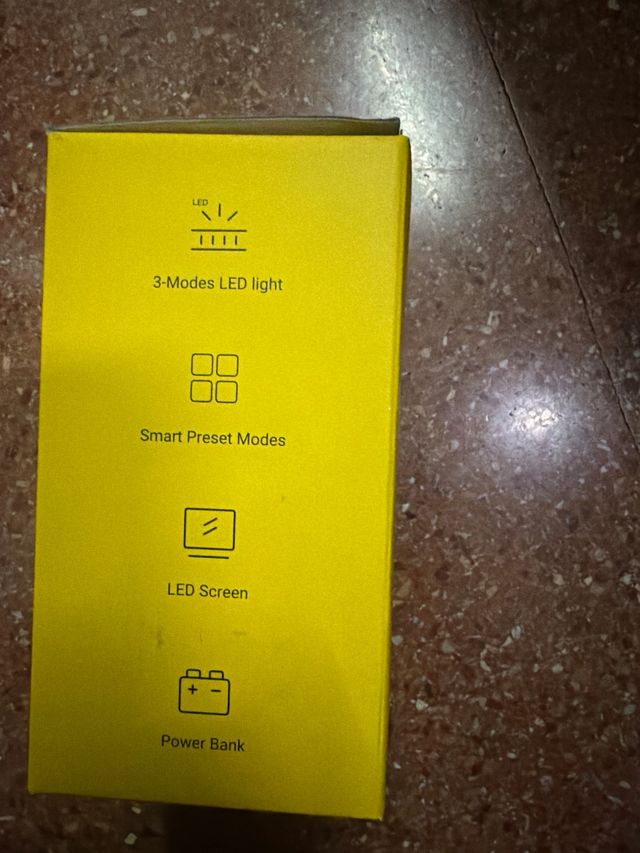 LED
3-Modes LED light
Smart Preset Modes
LED Screen
+ −
Power Bank